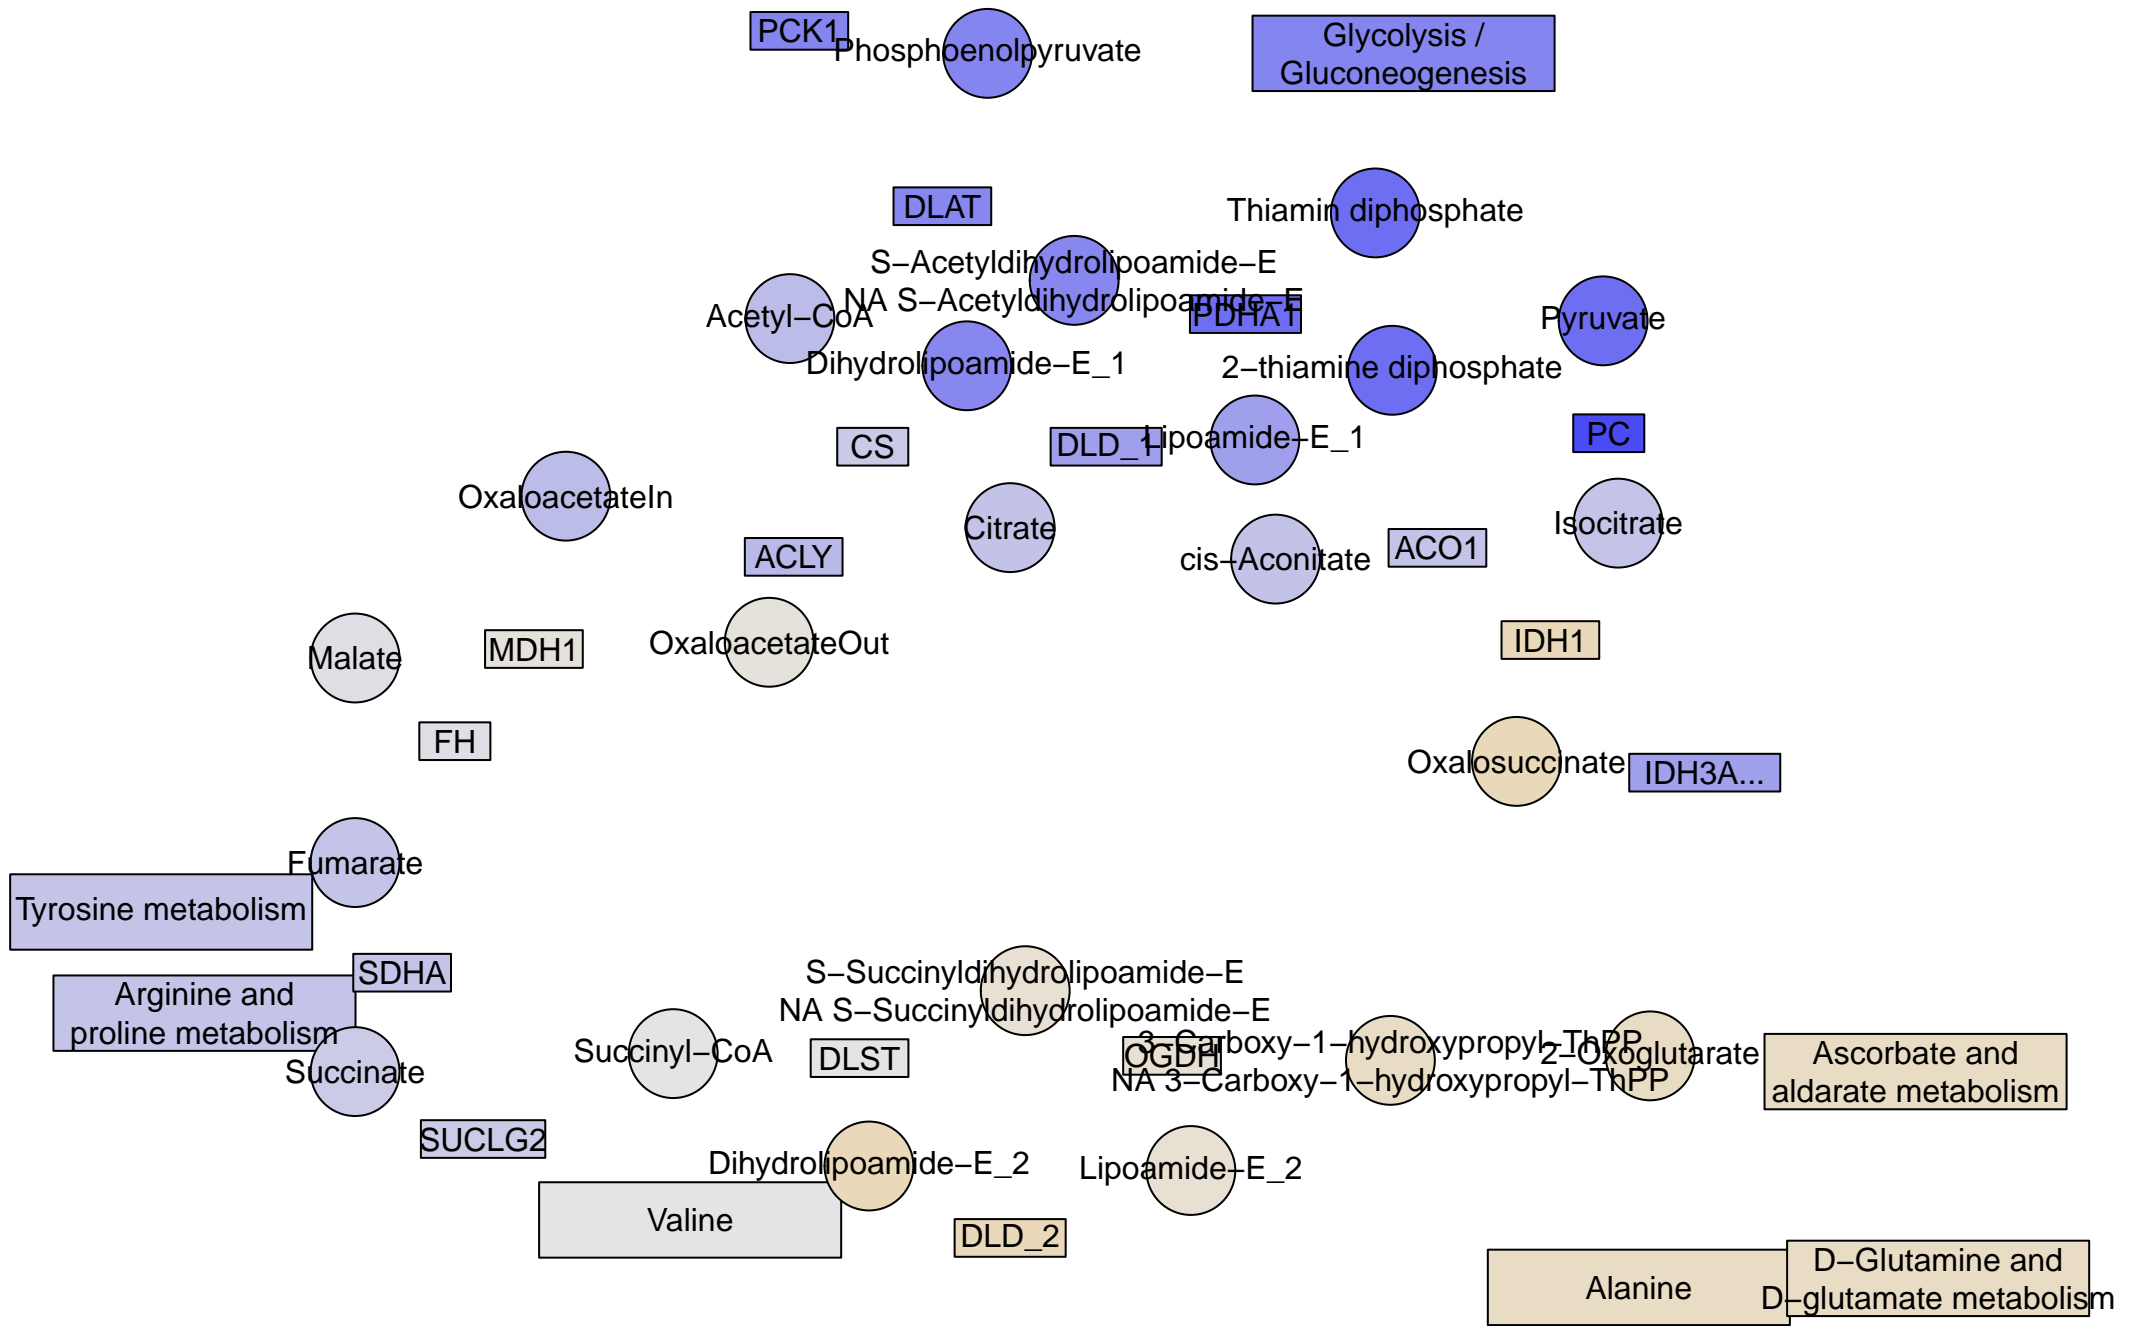 PCK1
Phosphoenolpyruvate
Glycolysis /
Gluconeogenesis
DLAT
Thiamin diphosphate
S−Acetyldihydrolipoamide−E
NA S−Acetyldihydrolipoamide−E
Acetyl−CoA
PDHA1
Pyruvate
Dihydrolipoamide−E_1
2−thiamine diphosphate
CS
DLD_1
Lipoamide−E_1
PC
OxaloacetateIn
Citrate
Isocitrate
ACLY
cis−Aconitate
ACO1
Malate
MDH1
OxaloacetateOut
IDH1
FH
Oxalosuccinate
IDH3A...
Fumarate
Tyrosine metabolism
SDHA
Arginine and
proline metabolism
Succinate
S−Succinyldihydrolipoamide−E
NA S−Succinyldihydrolipoamide−E
Succinyl−CoA
DLST
OGDH
3−Carboxy−1−hydroxypropyl−ThPP
NA 3−Carboxy−1−hydroxypropyl−ThPP
2−Oxoglutarate
Ascorbate and
aldarate metabolism
SUCLG2
Dihydrolipoamide−E_2
Lipoamide−E_2
Valine
DLD_2
Alanine
D−Glutamine and
D−glutamate metabolism